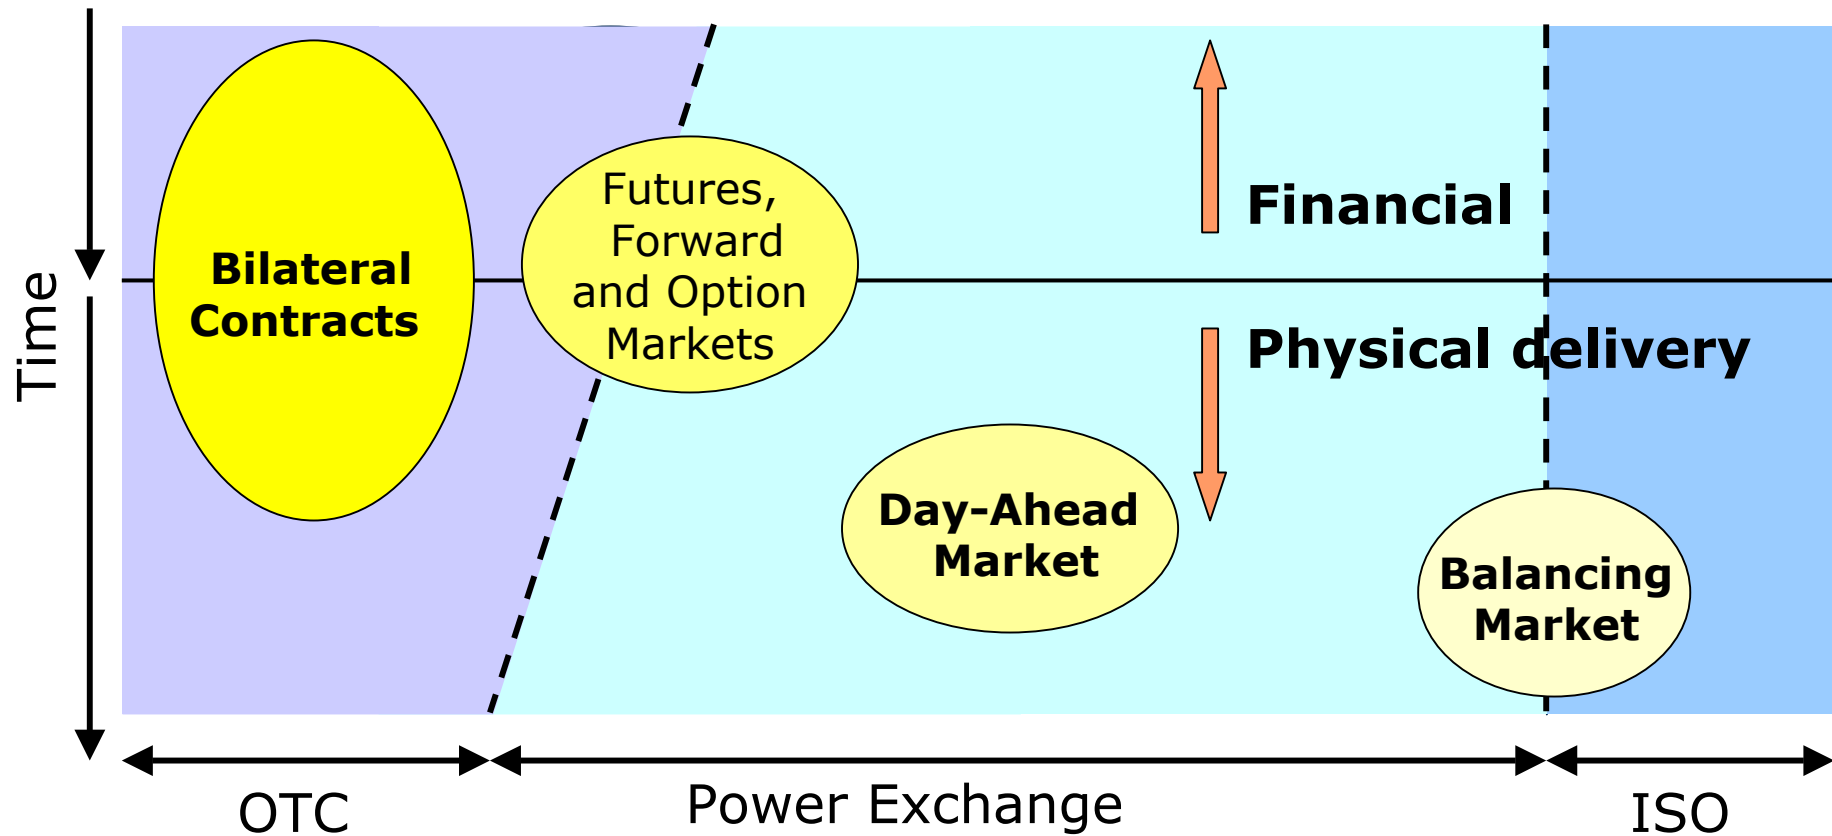 Time
Bilateral
Contracts
Futures,
Forward
and Option
Markets
Financial
Physical delivery
Day-Ahead
Market
Balancing
Market
OTC
Power Exchange
ISO